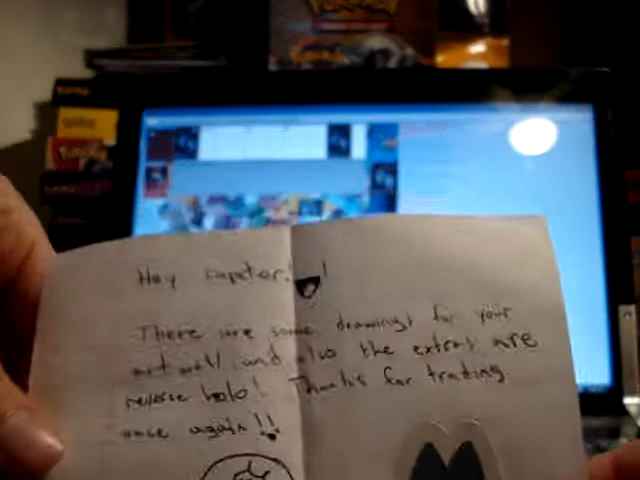 Pokémon
Hey
There are some drawings for your
art wall, and also the extras are
reverse holo! Thanks for trading
once again!!